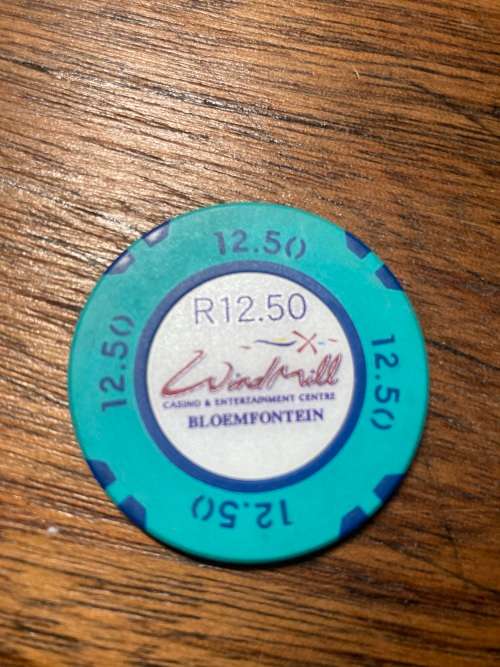 12.50
R12.50
WindMill
CASINO & ENTERTAINMENT CENTRE
BLOEMFONTEIN
12.50
12.50
12.50